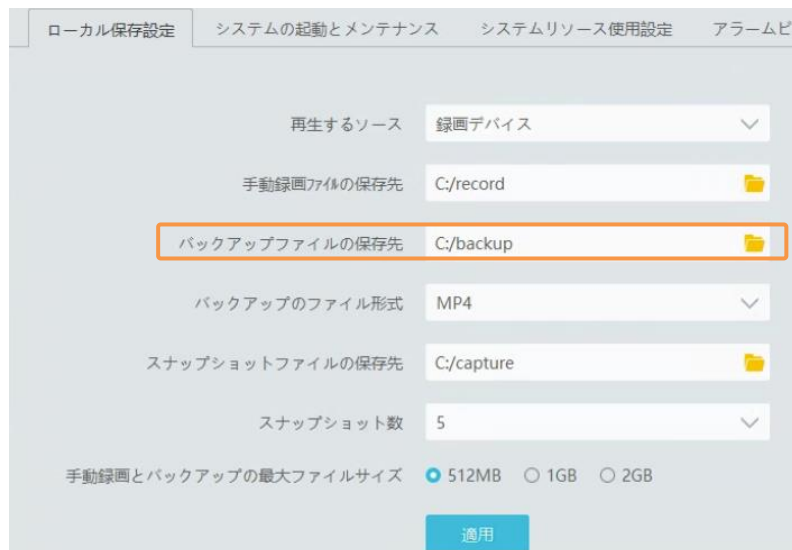 ローカル保存設定 システムの起動とメンテナンス システムリソース使用設定 アラームピ
再生するソース 録画デバイス
手動録画ﾌｧｲﾙの保存先 C:/record
バックアップファイルの保存先 C:/backup
バックアップのファイル形式 MP4
スナップショットファイルの保存先 C:/capture
スナップショット数 5
手動録画とバックアップの最大ファイルサイズ 512MB 1GB 2GB
適用